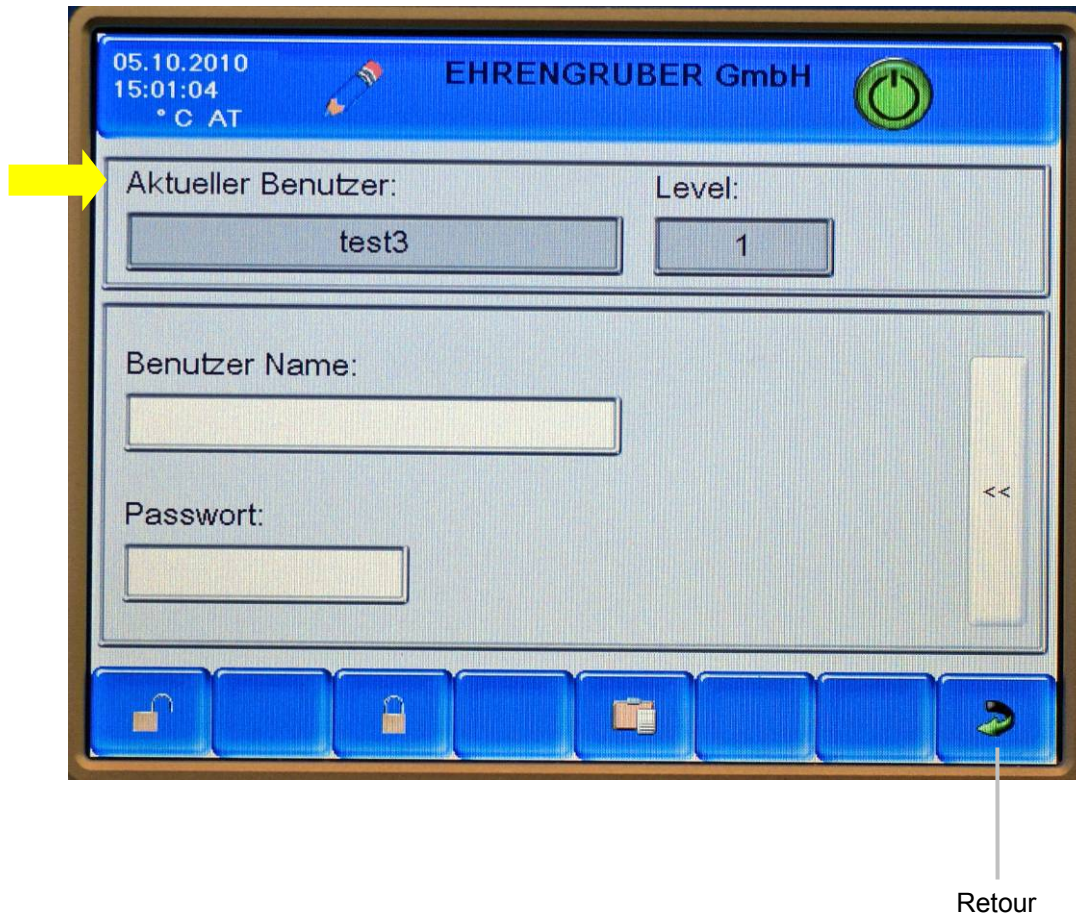 05.10.2010
15:01:04
° C AT
EHRENGRUBER GmbH
Aktueller Benutzer:
Level:
test3
1
Benutzer Name:
<<
Passwort:
Retour